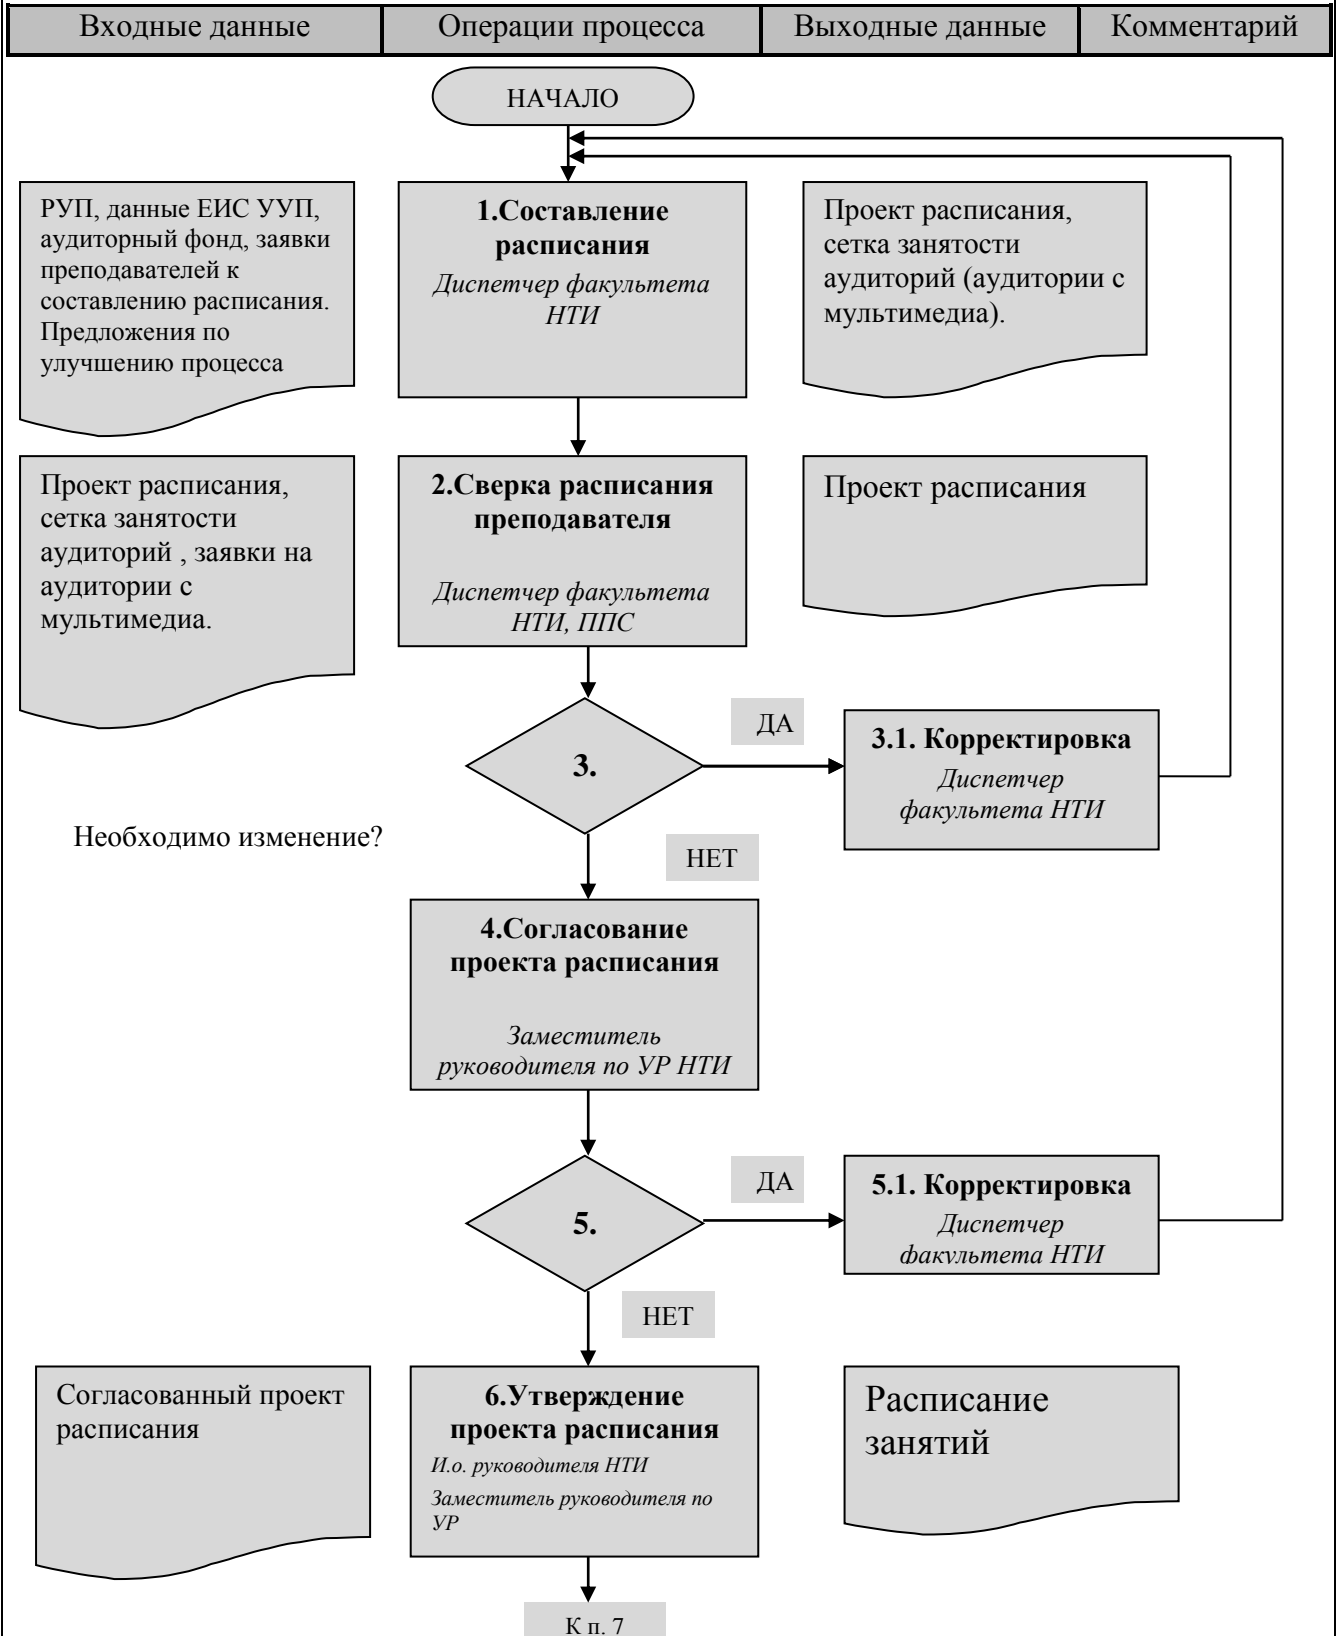 Входные данные
Операции процесса
Выходные данные
Комментарий
НАЧАЛО
РУП, данные ЕИС УУП,
аудиторный фонд, заявки
преподавателей к
составлению расписания.
Предложения по
улучшению процесса
1.Составление
расписания
Диспетчер факультета
НТИ
Проект расписания,
сетка занятости
аудиторий (аудитории с
мультимедиа).
Проект расписания,
сетка занятости
аудиторий , заявки на
аудитории с
мультимедиа.
2.Сверка расписания
преподавателя
Диспетчер факультета
НТИ, ППС
Проект расписания
3.
ДА
3.1. Корректировка
Диспетчер
факультета НТИ
Необходимо изменение?
НЕТ
4.Согласование
проекта расписания
Заместитель
руководителя по УР НТИ
5.
ДА
5.1. Корректировка
Диспетчер
факультета НТИ
НЕТ
Согласованный проект
расписания
6.Утверждение
проекта расписания
И.о. руководителя НТИ
Заместитель руководителя по
УР
Расписание
занятий
К п. 7